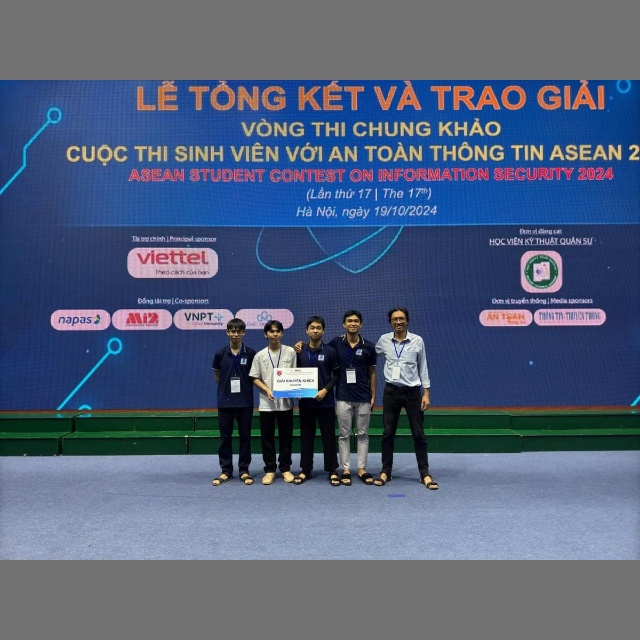 LỄ TỔNG KẾT VÀ TRAO GIẢI
VÒNG THI CHUNG KHẢO
CUỘC THI SINH VIÊN VỚI AN TOÀN THÔNG TIN ASEAN 2
ASEAN STUDENT CONTEST ON INFORMATION SECURITY 2024
(Lần thứ 17 | The 17th)
Hà Nội, ngày 19/10/2024
Tài trợ chính | Principal sponsor
viettel
Theo cách của bạn
Đơn vị đăng cai
HỌC VIỆN KỸ THUẬT QUÂN SỰ
Đồng tài trợ | Co-sponsors
napas
Mi2
VNPT
Đơn vị truyền thông | Media sponsors
AN TOAN
THÔNG TIN-TRUYỀN THÔNG
GIẢI KHUYẾN KHÍCH